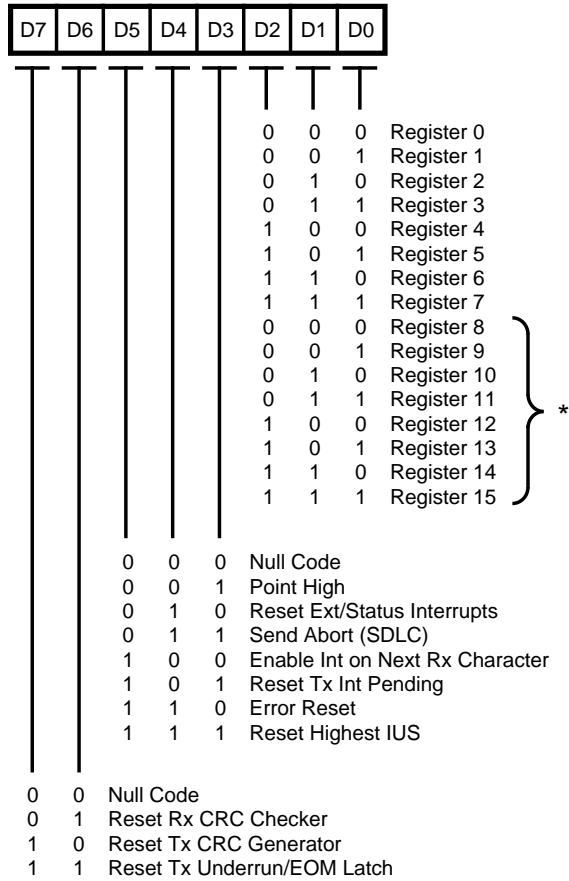 D7 D6 D5 D4 D3 D2 D1 D0
0 0 0 Register 0
0 0 1 Register 1
0 1 0 Register 2
0 1 1 Register 3
1 0 0 Register 4
1 0 1 Register 5
1 1 0 Register 6
1 1 1 Register 7
0 0 0 Register 8
0 0 1 Register 9
0 1 0 Register 10
0 1 1 Register 11
*
1 0 0 Register 12
1 0 1 Register 13
1 1 0 Register 14
1 1 1 Register 15
0 0 0 Null Code
0 0 1 Point High
0 1 0 Reset Ext/Status Interrupts
0 1 1 Send Abort (SDLC)
1 0 0 Enable Int on Next Rx Character
1 0 1 Reset Tx Int Pending
1 1 0 Error Reset
1 1 1 Reset Highest IUS
0 0 Null Code
0 1 Reset Rx CRC Checker
1 0 Reset Tx CRC Generator
1 1 Reset Tx Underrun/EOM Latch